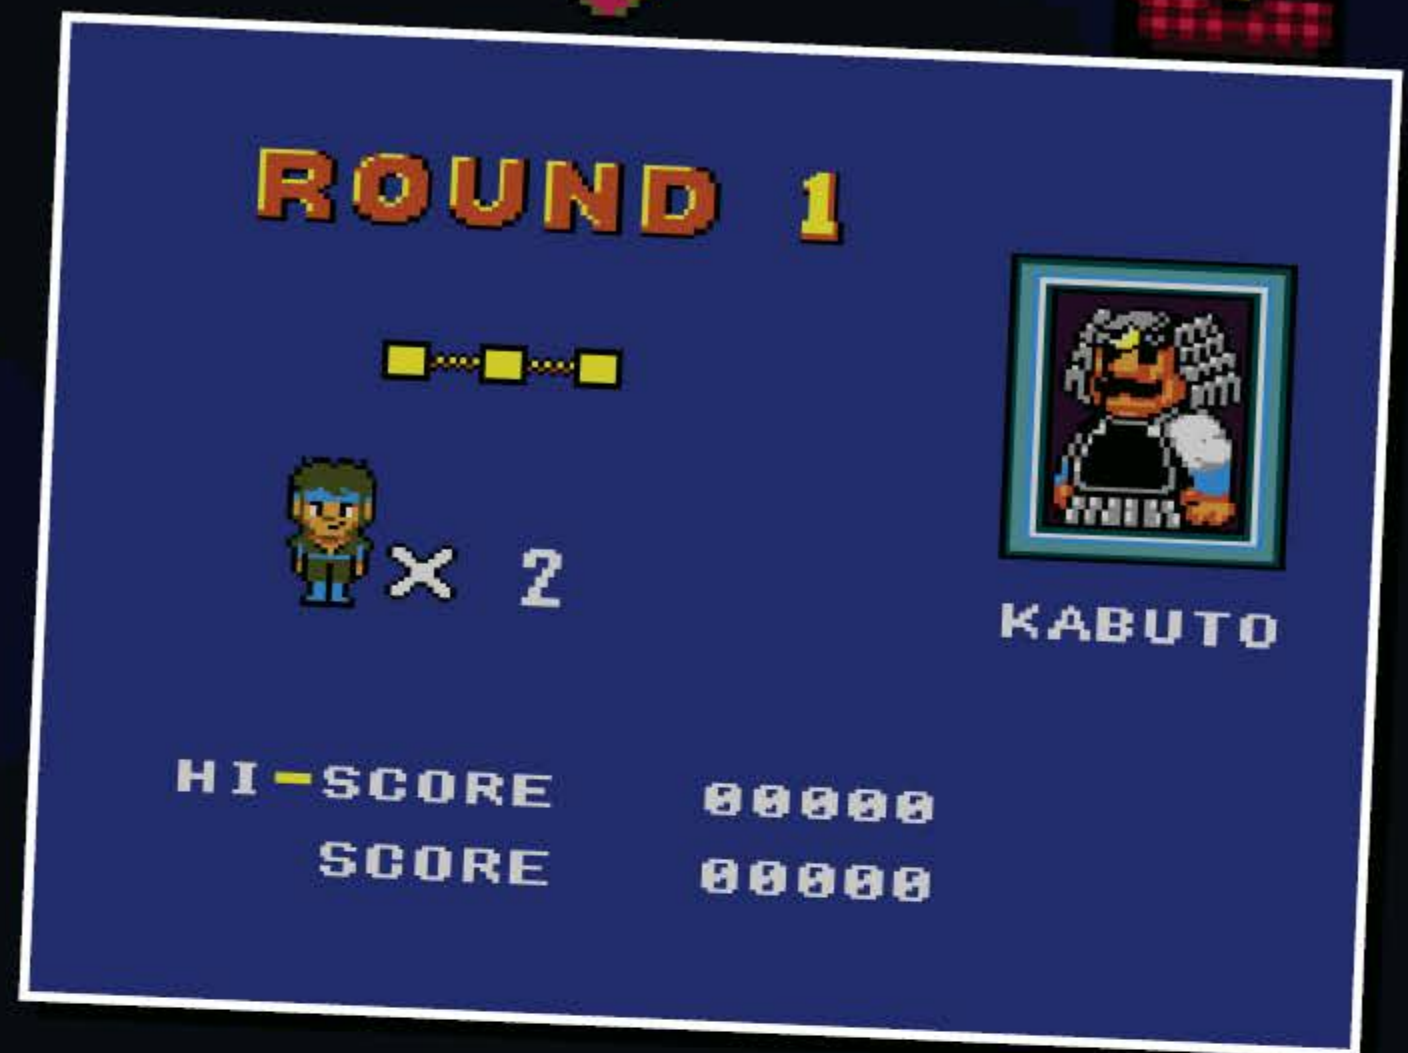 ROUND 1
× 2
KABUTO
HI-SCORE 00000
SCORE 00000